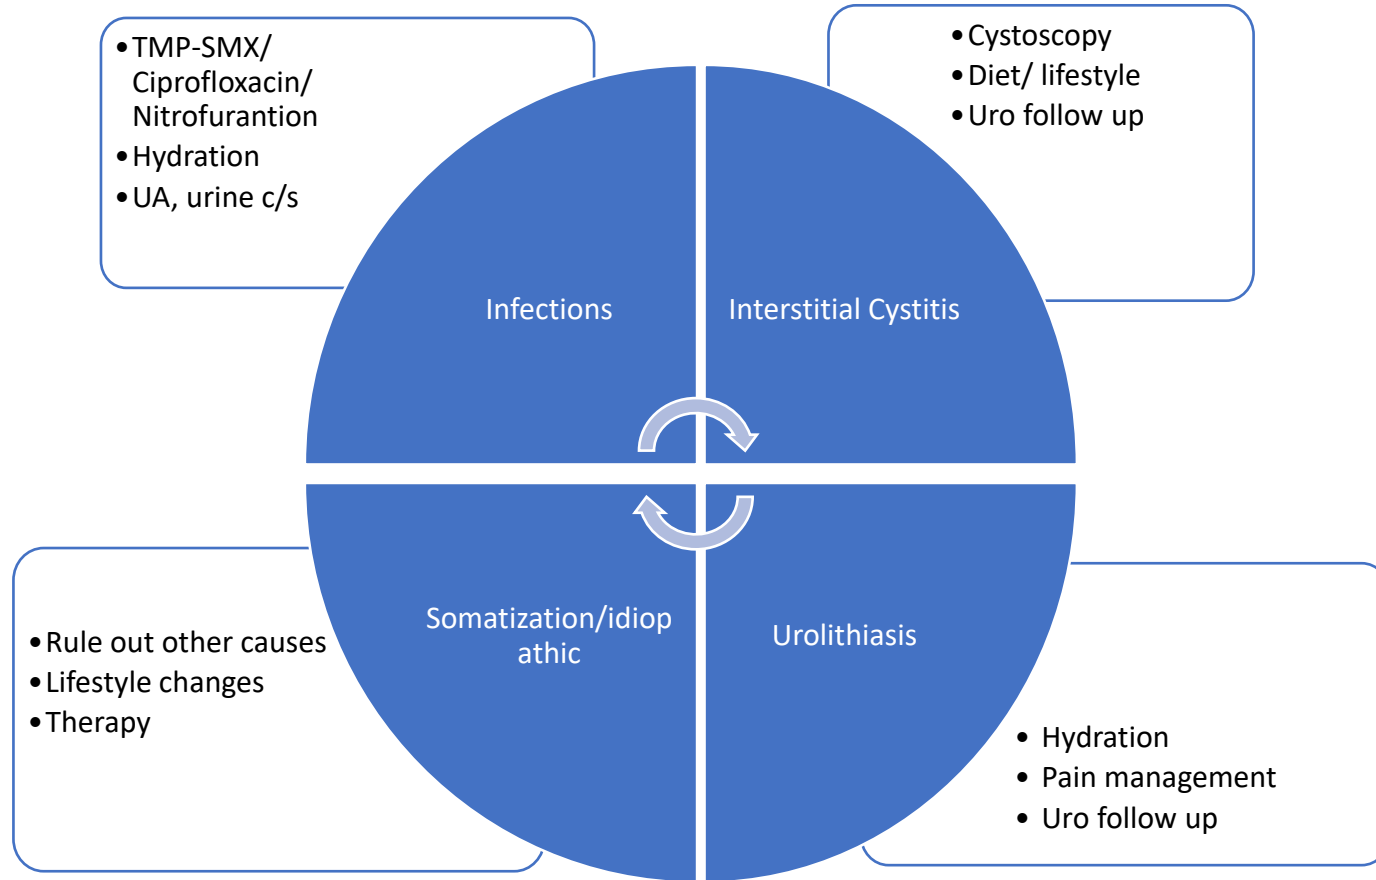 •TMP-SMX/
Ciprofloxacin/
Nitrofurantion
•Hydration
•UA, urine c/s
•Cystoscopy
•Diet/ lifestyle
•Uro follow up
Infections
Interstitial Cystitis
Somatization/idiop
athic
Urolithiasis
•Rule out other causes
•Lifestyle changes
•Therapy
• Hydration
• Pain management
• Uro follow up